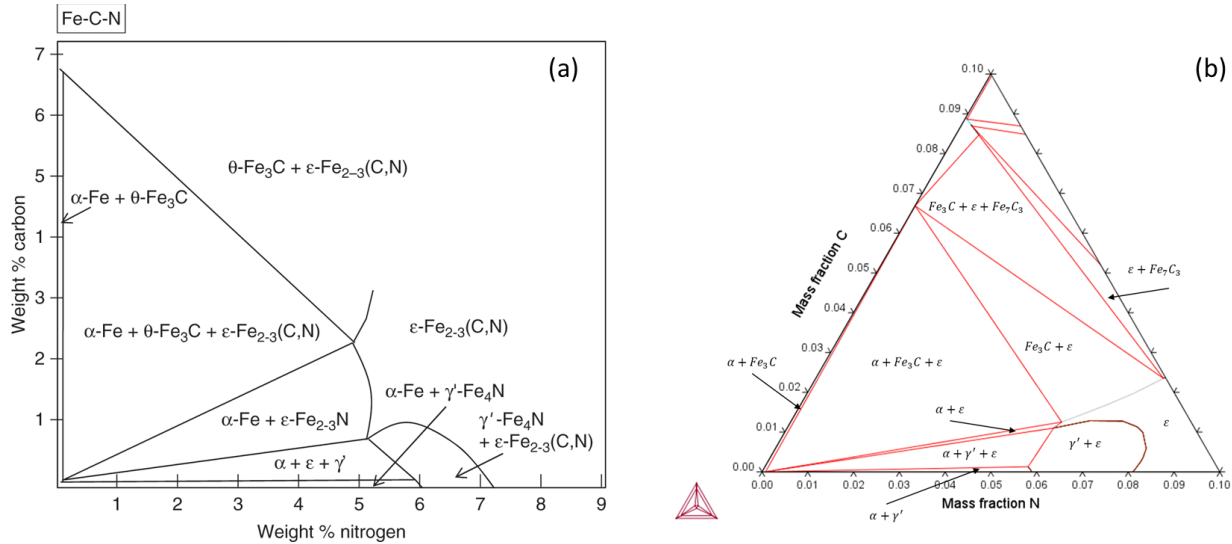 Fe-C-N
(a)
7
6
5
1
3
2
1
Weight % carbon
θ-Fe₃C + ε-Fe₂₋₃(C,N)
α-Fe + θ-Fe₃C
α-Fe + θ-Fe₃C + ε-Fe₂₋₃(C,N)
ε-Fe₂₋₃(C,N)
α-Fe + γ'-Fe₄N
α-Fe + ε-Fe₂₋₃N
γ'-Fe₄N
+ ε-Fe₂₋₃(C,N)
α + ε + γ'
1 2 3 4 5 6 7 8 9
Weight % nitrogen
(b)
0.10
0.09
0.08
0.07
0.06
0.05
0.04
0.03
0.02
0.01
0.00
Mass fraction C
Fe₃C + ε + Fe₇C₃
ε + Fe₇C₃
α + Fe₃C
α + Fe₃C + ε
Fe₃C + ε
α + ε
ε
γ' + ε
α + γ' + ε
0.00 0.01 0.02 0.03 0.04 0.05 0.06 0.07 0.08 0.09 0.10
Mass fraction N
α + γ'